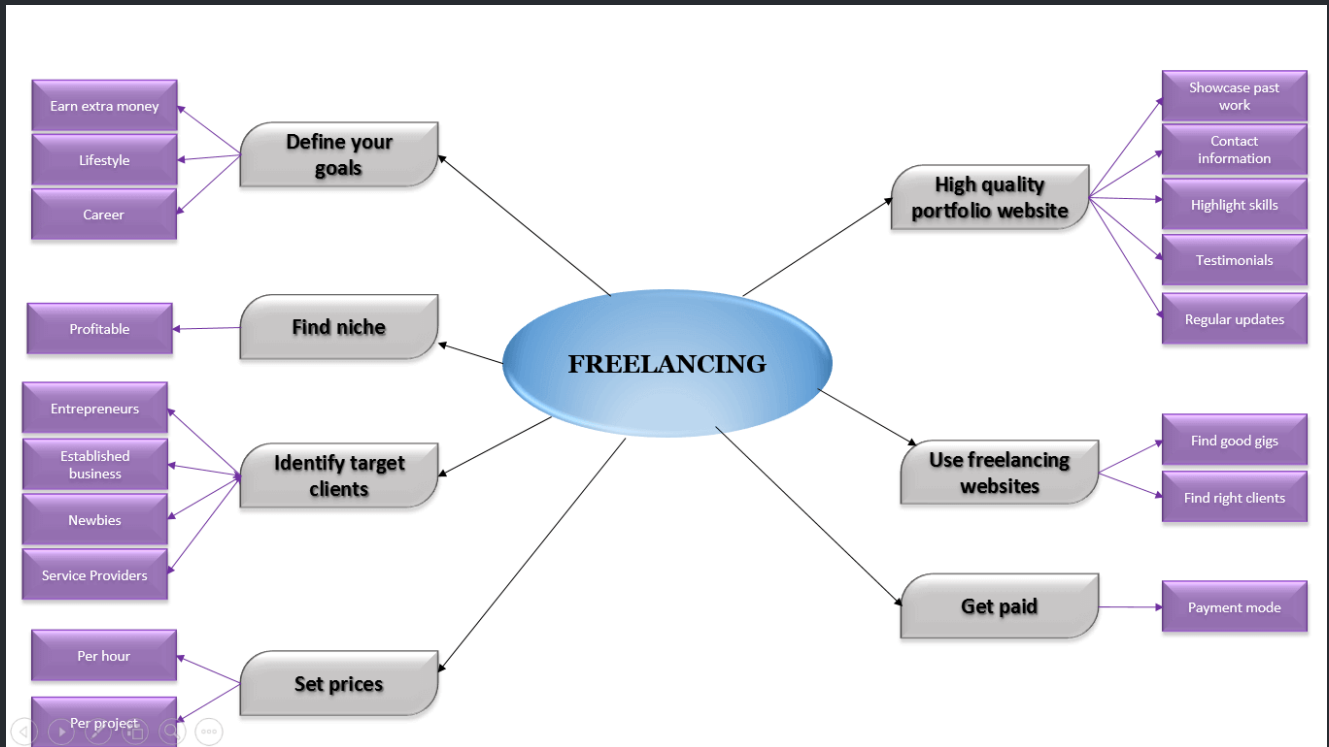 Earn extra money
Lifestyle
Career
Define your
goals
Profitable
Find niche
Entrepreneurs
Established
business
Newbies
Service Providers
Identify target
clients
Per hour
Per project
Set prices
FREELANCING
High quality
portfolio website
Showcase past
work
Contact
information
Highlight skills
Testimonials
Regular updates
Use freelancing
websites
Find good gigs
Find right clients
Get paid
Payment mode